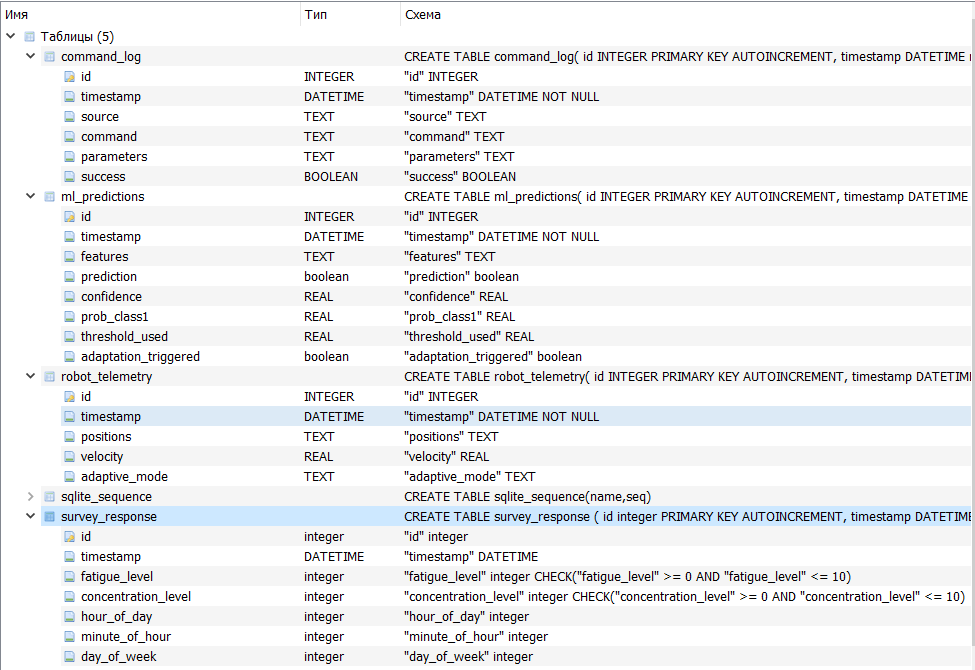 Имя Тип Схема
Таблицы (5)
command_log CREATE TABLE command_log( id INTEGER PRIMARY KEY AUTOINCREMENT, timestamp DATETIME
id INTEGER "id" INTEGER
timestamp DATETIME "timestamp" DATETIME NOT NULL
source TEXT "source" TEXT
command TEXT "command" TEXT
parameters TEXT "parameters" TEXT
success BOOLEAN "success" BOOLEAN
ml_predictions CREATE TABLE ml_predictions( id INTEGER PRIMARY KEY AUTOINCREMENT, timestamp DATETIME
id INTEGER "id" INTEGER
timestamp DATETIME "timestamp" DATETIME NOT NULL
features TEXT "features" TEXT
prediction boolean "prediction" boolean
confidence REAL "confidence" REAL
prob_class1 REAL "prob_class1" REAL
threshold_used REAL "threshold_used" REAL
adaptation_triggered boolean "adaptation_triggered" boolean
robot_telemetry CREATE TABLE robot_telemetry( id INTEGER PRIMARY KEY AUTOINCREMENT, timestamp DATETIM
id INTEGER "id" INTEGER
timestamp DATETIME "timestamp" DATETIME NOT NULL
positions TEXT "positions" TEXT
velocity REAL "velocity" REAL
adaptive_mode TEXT "adaptive_mode" TEXT
sqlite_sequence CREATE TABLE sqlite_sequence(name,seq)
survey_response CREATE TABLE survey_response ( id integer PRIMARY KEY AUTOINCREMENT, timestamp DATETIME
id integer "id" integer
timestamp DATETIME "timestamp" DATETIME
fatigue_level integer "fatigue_level" integer CHECK("fatigue_level" >= 0 AND "fatigue_level" <= 10)
concentration_level integer "concentration_level" integer CHECK("concentration_level" >= 0 AND "concentration_level" <= 10)
hour_of_day integer "hour_of_day" integer
minute_of_hour integer "minute_of_hour" integer
day_of_week integer "day_of_week" integer